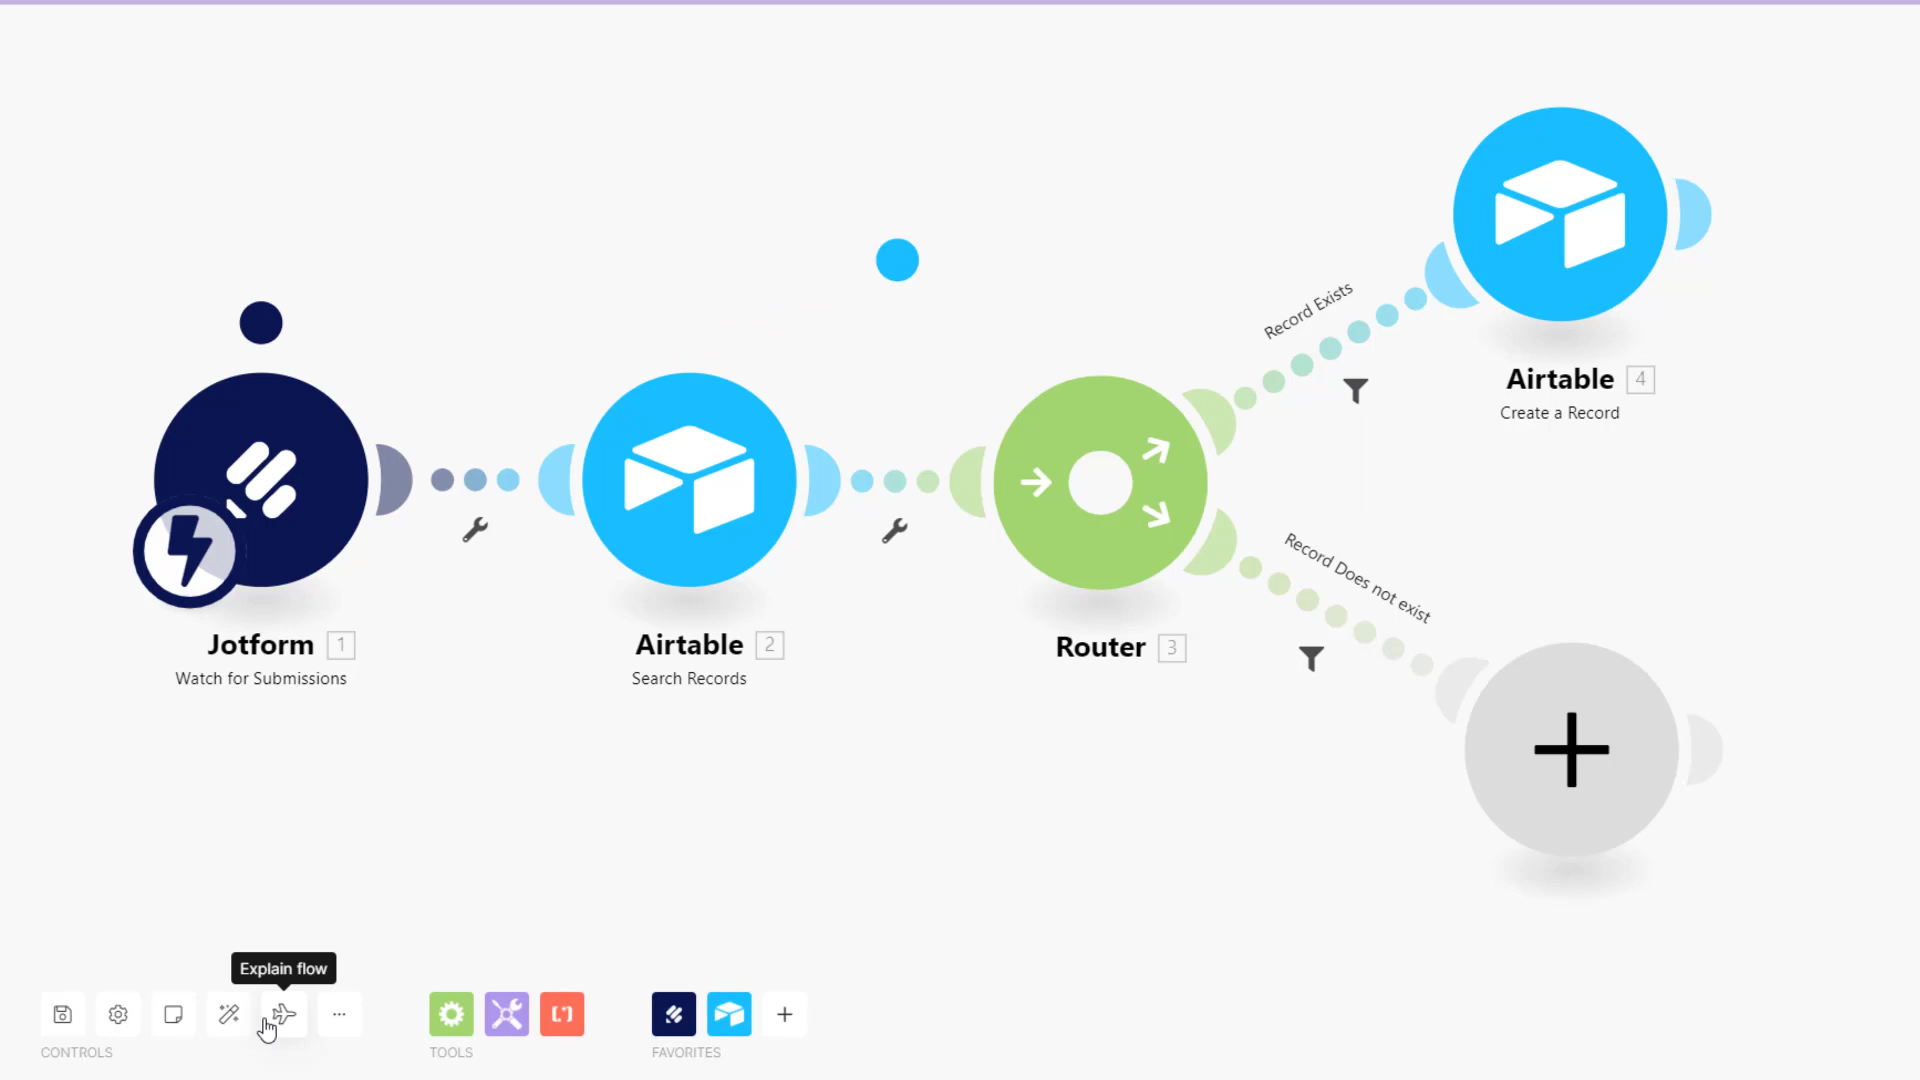 Record Exists
Airtable 4
Create a Record
Record Does not exist
Jotform 1
Watch for Submissions
Airtable 2
Search Records
Router 3
Explain flow
CONTROLS
TOOLS
FAVORITES